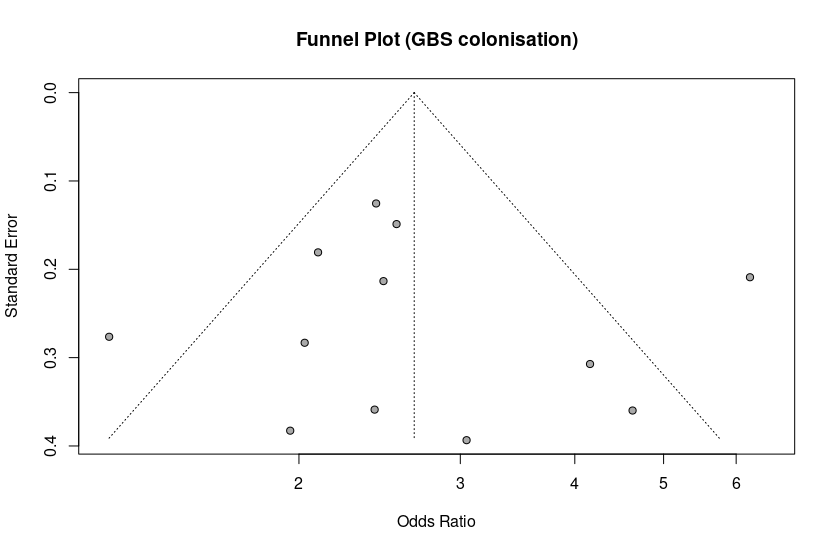 Funnel Plot (GBS colonisation)
0.0
0.1
0.2
0.3
0.4
Standard Error
2 3 4 5 6
Odds Ratio